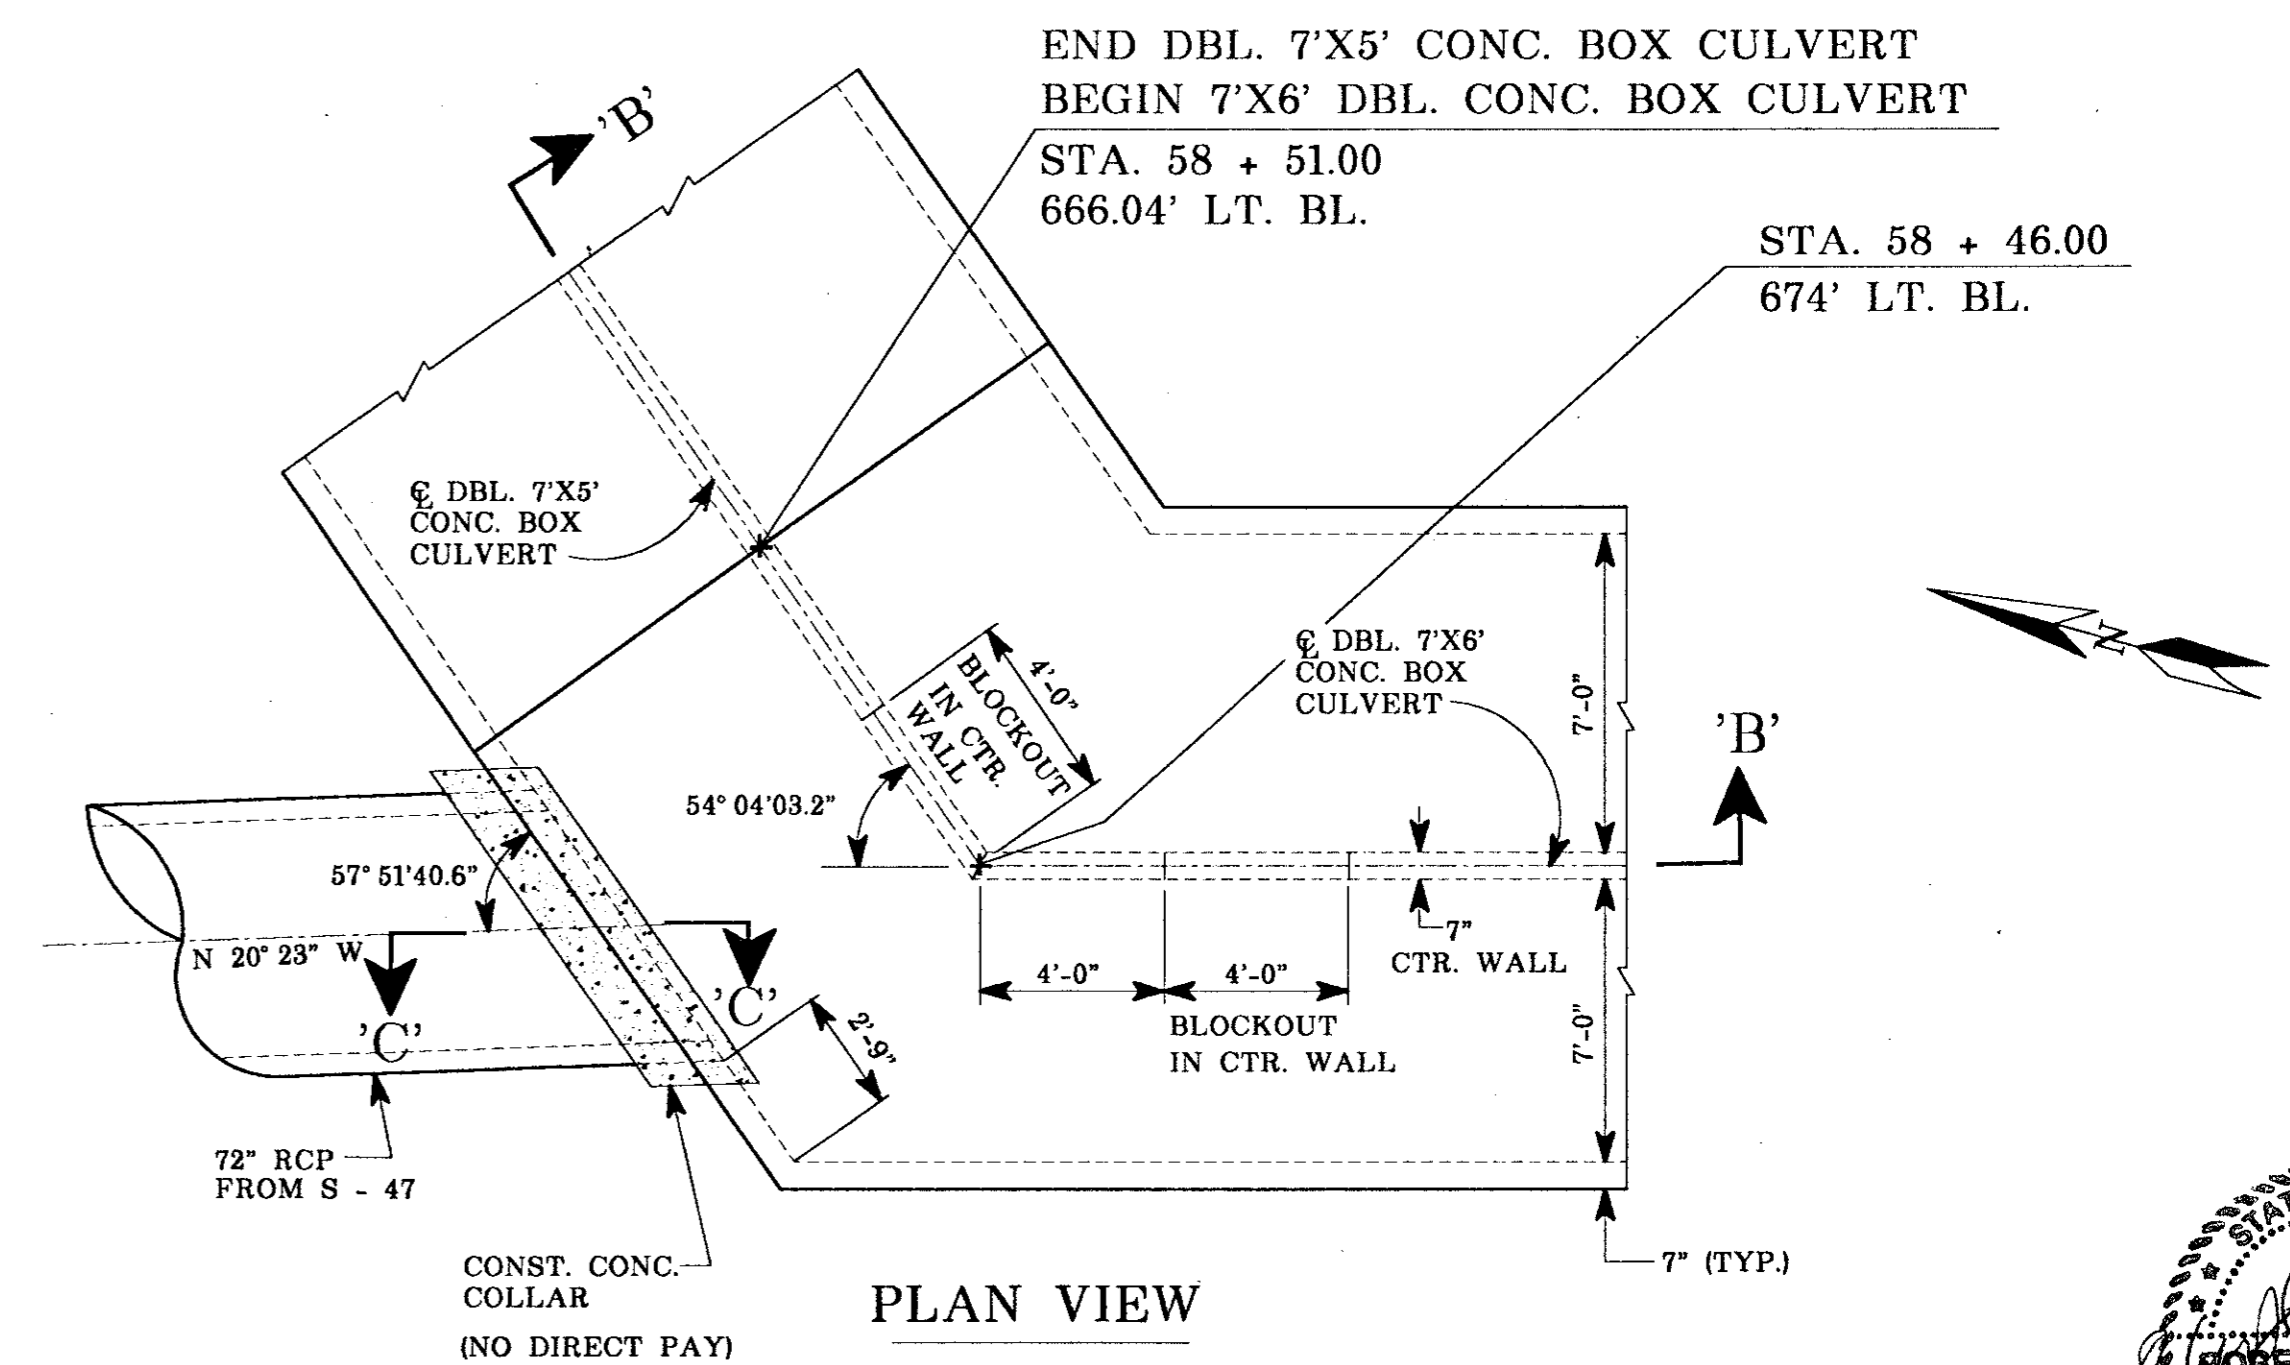 END DBL. 7'X5' CONC. BOX CULVERT
BEGIN 7'X6' DBL. CONC. BOX CULVERT
STA. 58 + 51.00
666.04' LT. BL.
STA. 58 + 46.00
674' LT. BL.
'B'
℄ DBL. 7'X5'
CONC. BOX
CULVERT
BLOCKOUT
IN CTR.
WALL
4'-0"
℄ DBL. 7'X6'
CONC. BOX
CULVERT
7'-0"
N
'B'
54° 04'03.2"
57° 51'40.6"
N 20° 23" W
'C'
'C'
2'-9"
4'-0"
4'-0"
BLOCKOUT
IN CTR. WALL
7"
CTR. WALL
7'-0"
72" RCP
FROM S - 47
CONST. CONC.
COLLAR
(NO DIRECT PAY)
7" (TYP.)
PLAN VIEW